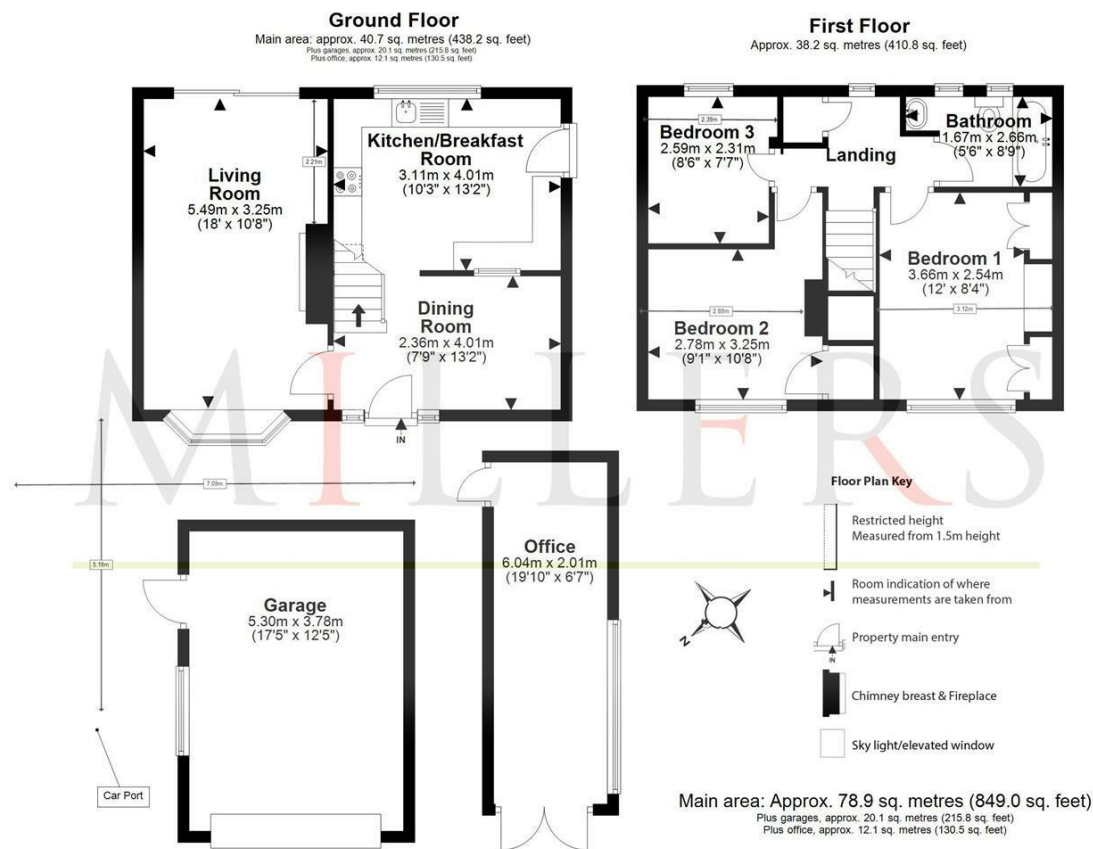 Ground Floor
Main area: approx. 40.7 sq. metres (438.2 sq. feet)
Plus garages, approx. 20.1 sq. metres (215.8 sq. feet)
Plus office, approx. 12.1 sq. metres (130.5 sq. feet)
Living
Room
5.49m x 3.25m
(18' x 10'8")
2.21m
Kitchen/Breakfast
Room
3.11m x 4.01m
(10'3" x 13'2")
Dining
Room
2.36m x 4.01m
(7'9" x 13'2")
IN
First Floor
Approx. 38.2 sq. metres (410.8 sq. feet)
2.39m
Bedroom 3
2.59m x 2.31m
(8'6" x 7'7")
Landing
Bathroom
1.67m x 2.66m
(5'6" x 8'9")
Bedroom 1
3.66m x 2.54m
(12' x 8'4")
3.12m
2.89m
Bedroom 2
2.78m x 3.25m
(9'1" x 10'8")
MILLERS
7.09m
Garage
5.30m x 3.78m
(17'5" x 12'5")
Car Port
Office
6.04m x 2.01m
(19'10" x 6'7")
N
Floor Plan Key
Restricted height
Measured from 1.5m height
Room indication of where
measurements are taken from
Property main entry
IN
Chimney breast & Fireplace
Sky light/elevated window
Main area: Approx. 78.9 sq. metres (849.0 sq. feet)
Plus garages, approx. 20.1 sq. metres (215.8 sq. feet)
Plus office, approx. 12.1 sq. metres (130.5 sq. feet)